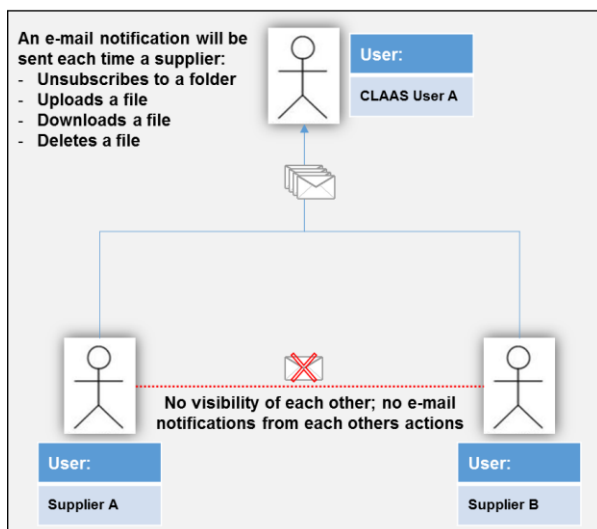 An e-mail notification will be
sent each time a supplier:
- Unsubscribes to a folder
- Uploads a file
- Downloads a file
- Deletes a file
User:
CLAAS User A
No visibility of each other; no e-mail
notifications from each others actions
User:
Supplier A
User:
Supplier B